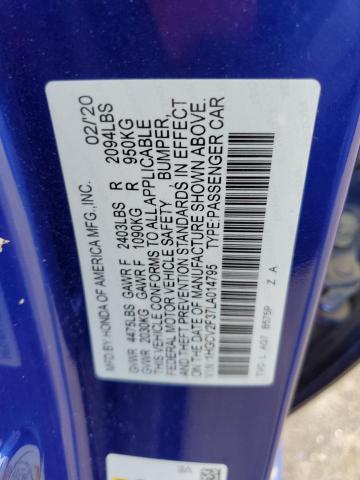 MFD. BY HONDA OF AMERICA MFG., INC. 02/20
GVWR 4475LBS GAWR F 2403LBS R 2094LBS
GVWR 2030KG GAWR F 1090KG R 950KG
THIS VEHICLE CONFORMS TO ALL APPLICABLE
FEDERAL MOTOR VEHICLE SAFETY BUMPER,
AND THEFT PREVENTION STANDARDS IN EFFECT
ON THE DATE OF MANUFACTURE SHOWN ABOVE.
V.I.N. 1HGCV2F37LA014795 TYPE:PASSENGER CAR
Z A